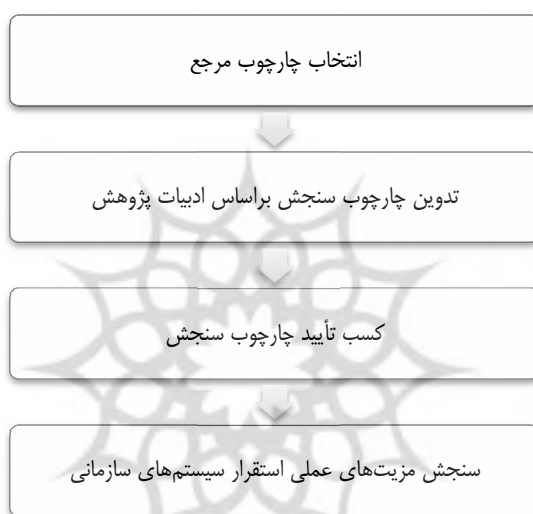 انتخاب چارچوب مرجع
تدوین چارچوب سنجش براساس ادبیات پژوهش
کسب تأیید چارچوب سنجش
سنجش مزیت‌های عملی استقرار سیستم‌های سازمانی